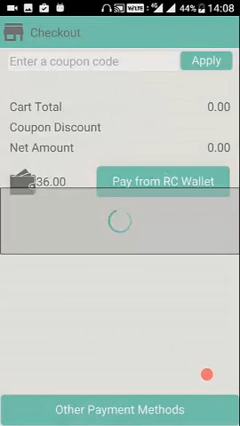 44% 14:08
Checkout
Enter a coupon code Apply
Cart Total 0.00
Coupon Discount
Net Amount 0.00
36.00 Pay from RC Wallet
Other Payment Methods